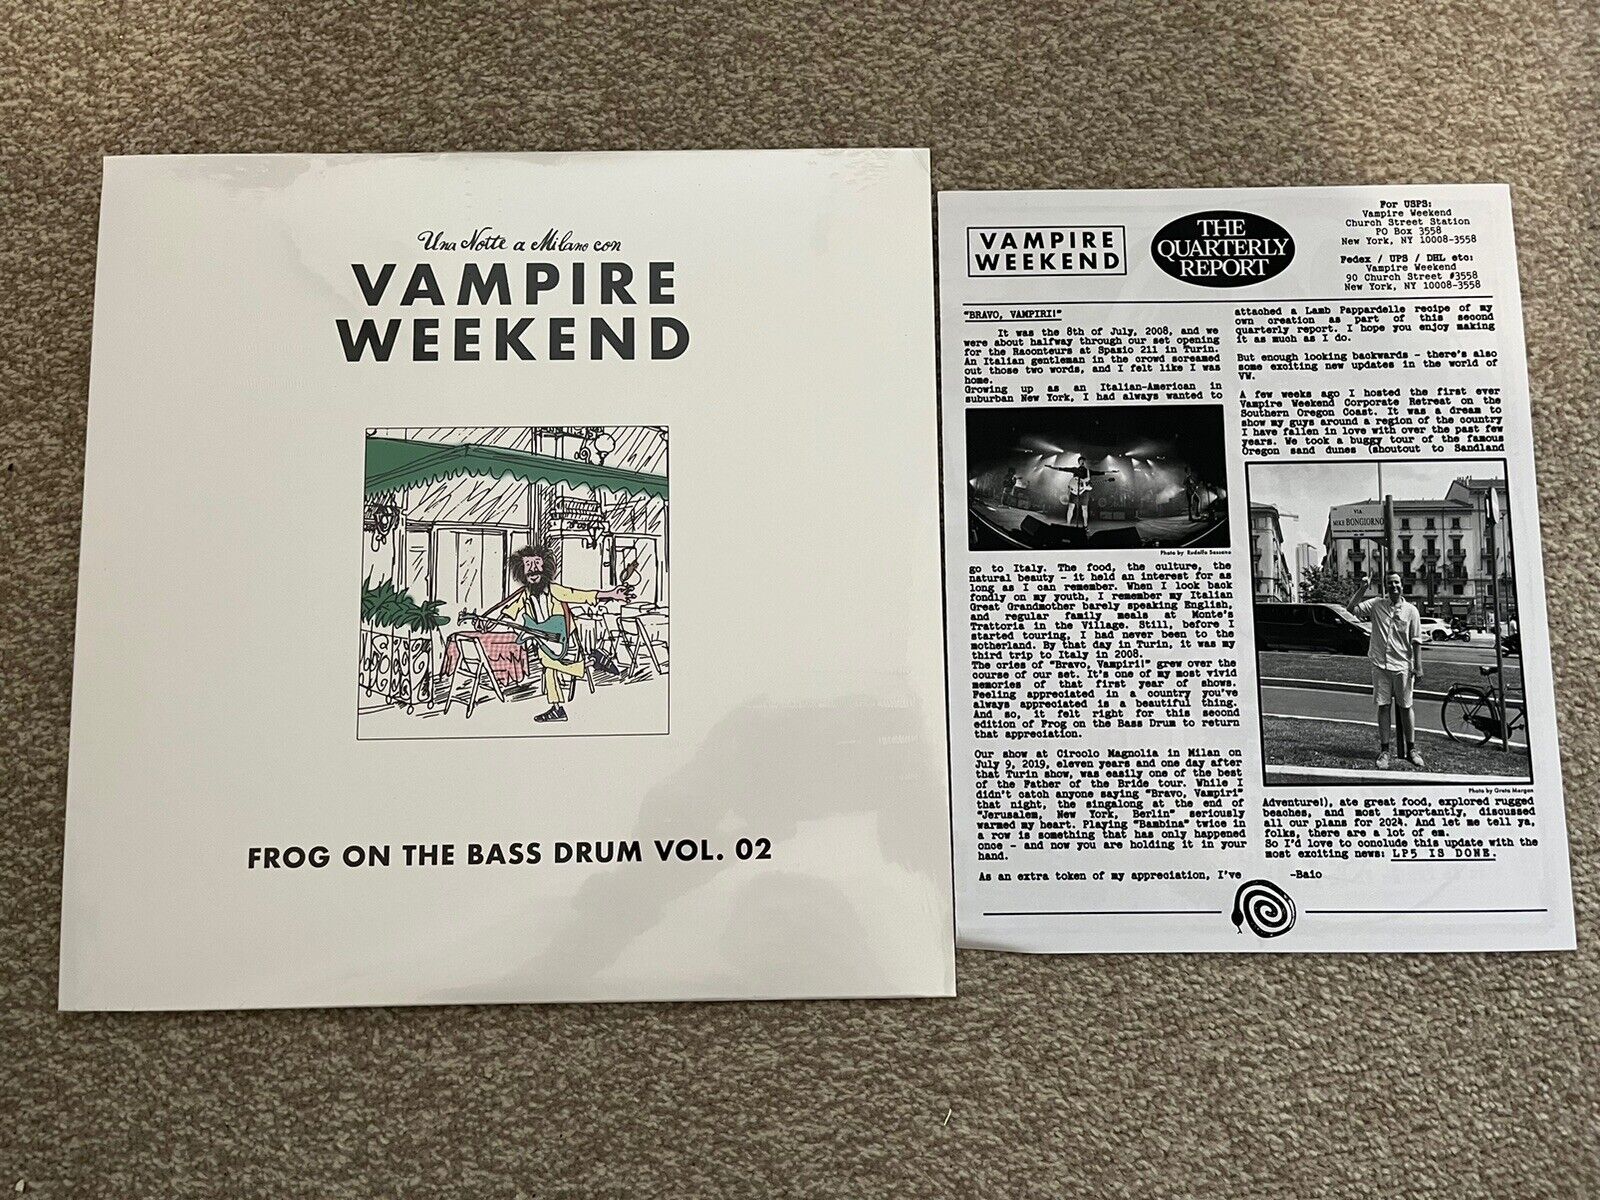 Una Notte a Milano con
VAMPIRE
WEEKEND
FROG ON THE BASS DRUM VOL. 02
VAMPIRE
WEEKEND
THE
QUARTERLY
REPORT
For USPS:
Vampire Weekend
Church Street Station
PO Box 3558
New York, NY 10008-3558
Fedex / UPS / DHL etc:
Vampire Weekend
90 Church Street #3558
New York, NY 10008-3558
"BRAVO, VAMPIRI!"
It was the 8th of July, 2008, and we
were about halfway through our set opening
for the Raconteurs at Spazio 211 in Turin.
An Italian gentleman in the crowd screamed
out those two words, and I felt like I was
home.
Growing up as an Italian-American in
suburban New York, I had always wanted to
Photo by Rodolfo Sassano
go to Italy. The food, the culture, the
natural beauty - it held an interest for as
long as I can remember. When I look back
fondly on my youth, I remember my Italian
Great Grandmother barely speaking English,
and regular family meals at Monte's
Trattoria in the Village. Still, before I
started touring, I had never been to the
motherland. By that day in Turin, it was my
third trip to Italy in 2008.
The cries of "Bravo, Vampiri!" grew over the
course of our set. It's one of my most vivid
memories of that first year of shows.
Feeling appreciated in a country you've
always appreciated is a beautiful thing.
And so, it felt right for this second
edition of Frog on the Bass Drum to return
that appreciation.
Our show at Circolo Magnolia in Milan on
July 9, 2019, eleven years and one day after
that Turin show, was easily one of the best
of the Father of the Bride tour. While I
didn't catch anyone saying "Bravo, Vampiri"
that night, the singalong at the end of
"Jerusalem, New York, Berlin" seriously
warmed my heart. Playing "Bambina" twice in
a row is something that has only happened
once - and now you are holding it in your
hand.
As an extra token of my appreciation, I've
attached a Lamb Pappardelle recipe of my
own creation as part of this second
quarterly report. I hope you enjoy making
it as much as I do.
But enough looking backwards - there's also
some exciting new updates in the world of
VW.
A few weeks ago I hosted the first ever
Vampire Weekend Corporate Retreat on the
Southern Oregon Coast. It was a dream to
show my guys around a region of the country
I have fallen in love with over the past few
years. We took a buggy tour of the famous
Oregon sand dunes (shoutout to Sandland
VIA
MIKE BONGIORNO
Photo by Greta Morgan
Adventure!), ate great food, explored rugged
beaches, and most importantly, discussed
all our plans for 2024. And let me tell ya,
folks, there are a lot of em.
So I'd love to conclude this update with the
most exciting news: LP5 IS DONE.
-Baio